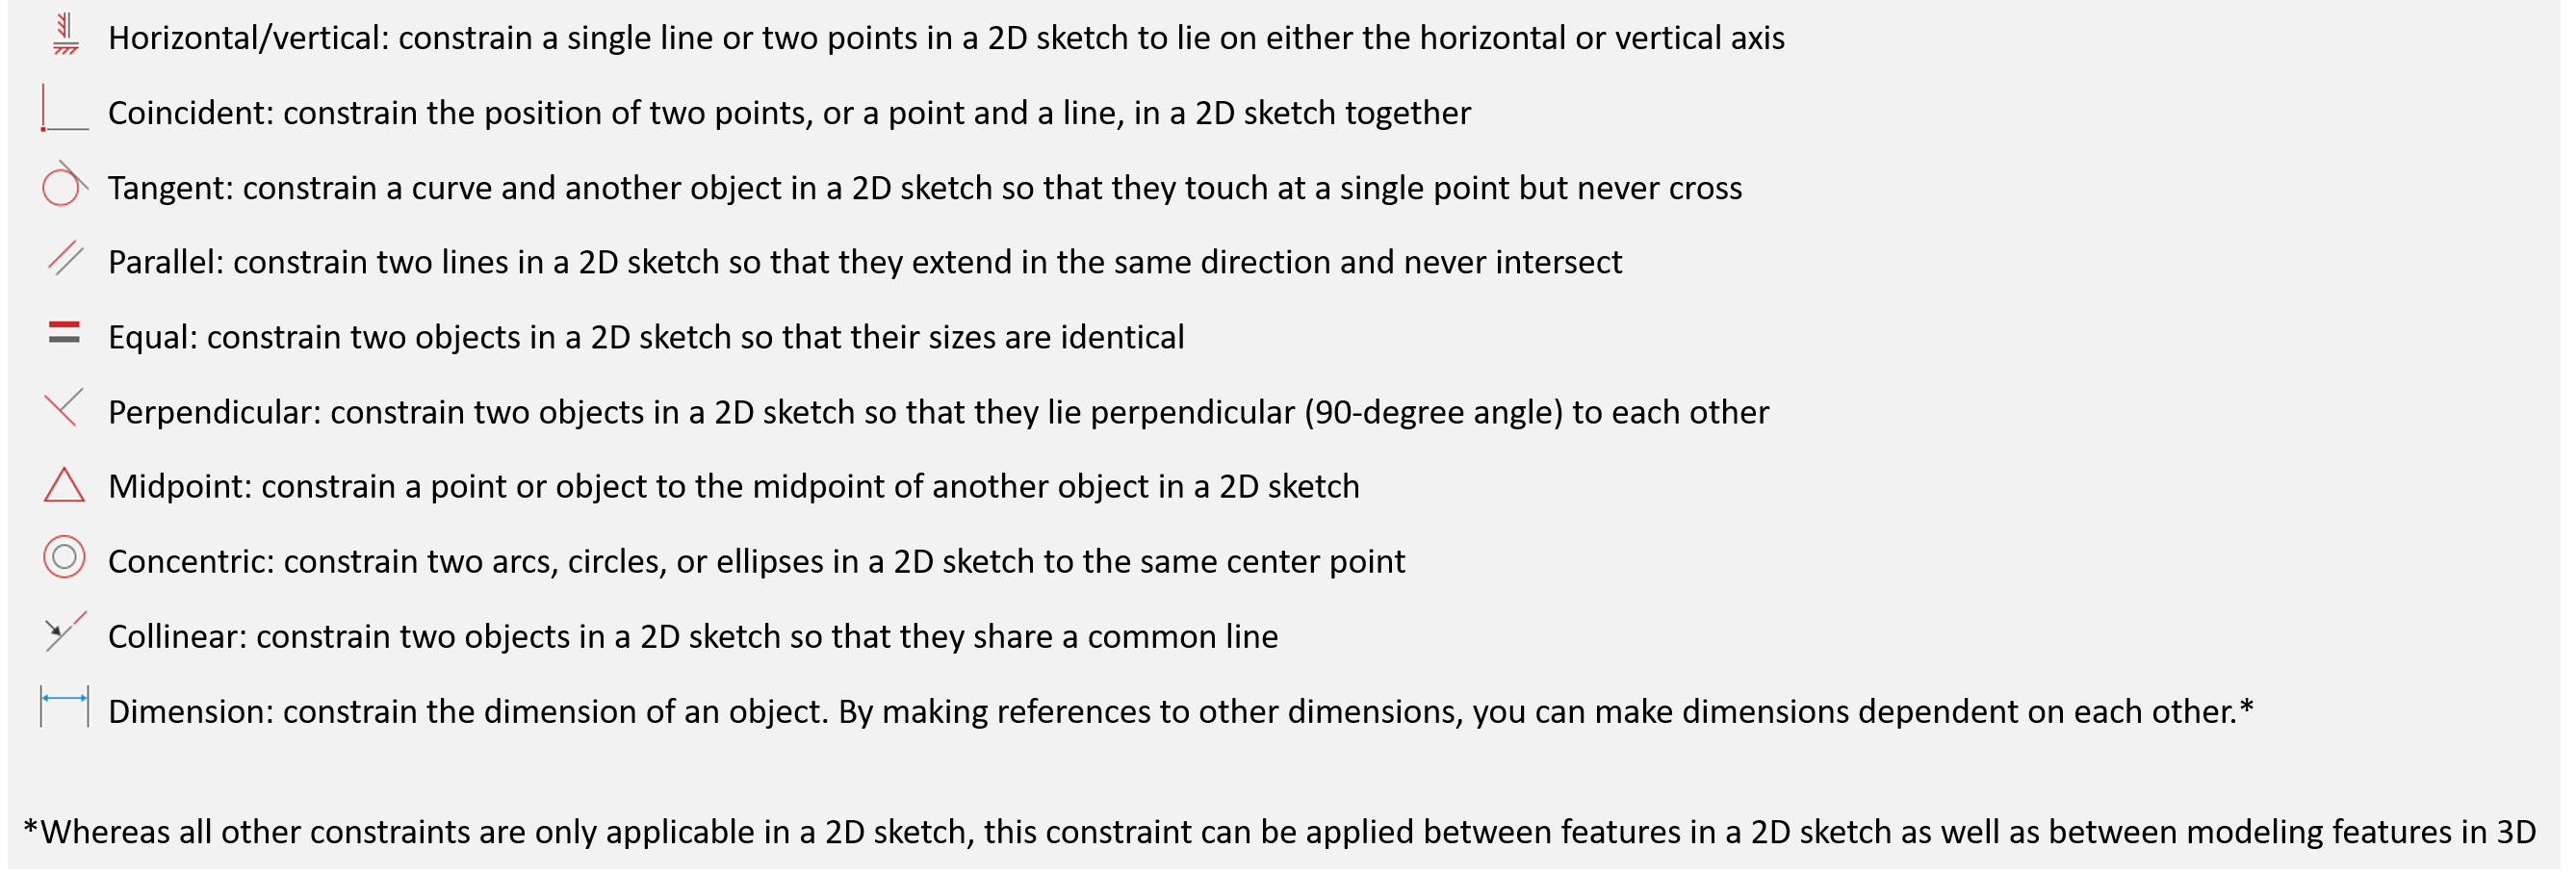 Horizontal/vertical: constrain a single line or two points in a 2D sketch to lie on either the horizontal or vertical axis
Coincident: constrain the position of two points, or a point and a line, in a 2D sketch together
Tangent: constrain a curve and another object in a 2D sketch so that they touch at a single point but never cross
Parallel: constrain two lines in a 2D sketch so that they extend in the same direction and never intersect
Equal: constrain two objects in a 2D sketch so that their sizes are identical
Perpendicular: constrain two objects in a 2D sketch so that they lie perpendicular (90-degree angle) to each other
Midpoint: constrain a point or object to the midpoint of another object in a 2D sketch
Concentric: constrain two arcs, circles, or ellipses in a 2D sketch to the same center point
Collinear: constrain two objects in a 2D sketch so that they share a common line
Dimension: constrain the dimension of an object. By making references to other dimensions, you can make dimensions dependent on each other.*
*Whereas all other constraints are only applicable in a 2D sketch, this constraint can be applied between features in a 2D sketch as well as between modeling features in 3D